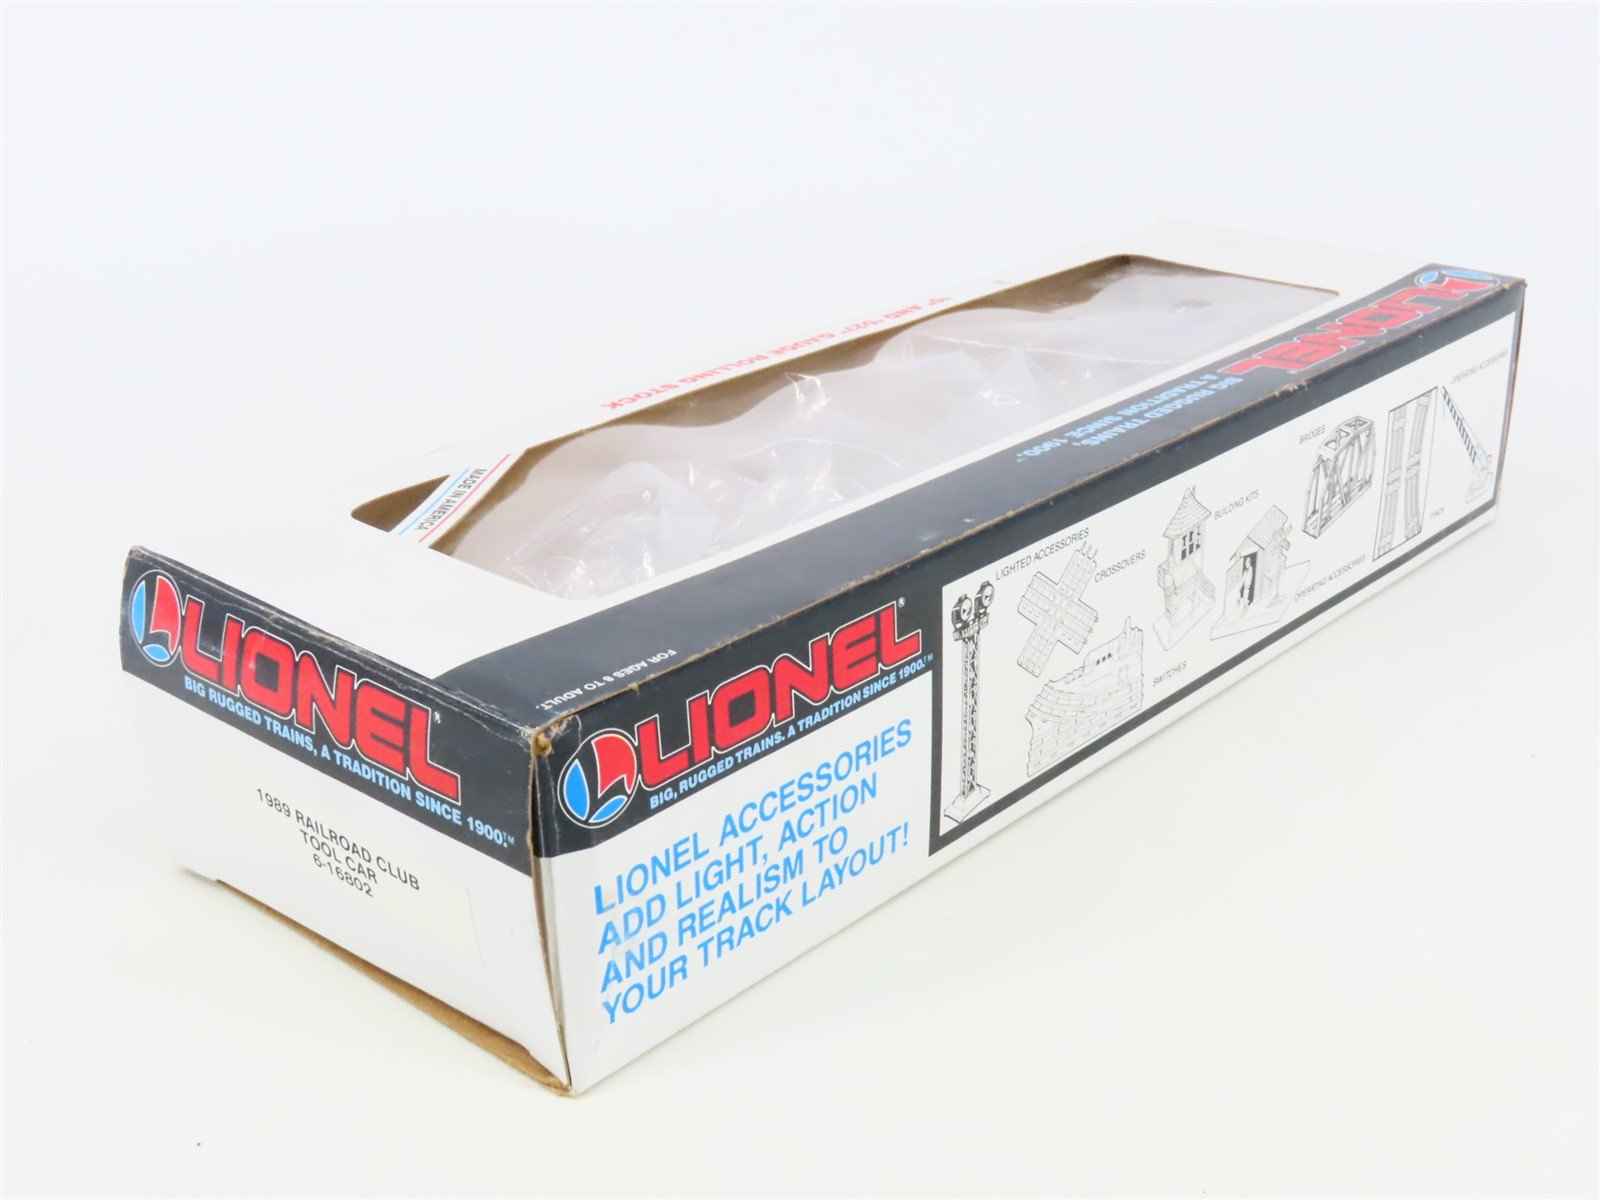 "O" AND "O27" GAUGE ROLLING STOCK
MADE IN AMERICA
FOR AGES 8 TO ADULT.
LIONEL®
BIG RUGGED TRAINS,
A TRADITION SINCE 1900.™
LIONEL®
BIG RUGGED TRAINS, A TRADITION SINCE 1900.™
1989 RAILROAD CLUB
TOOL CAR
6-16802
LIONEL®
BIG, RUGGED TRAINS. A TRADITION SINCE 1900.™
LIONEL ACCESSORIES
ADD LIGHT, ACTION
AND REALISM TO
YOUR TRACK LAYOUT!
LIGHTED ACCESSORIES
CROSSOVERS
SWITCHES
BUILDING KITS
OPERATING ACCESSORIES
BRIDGES
TRACK
OPERATING ACCESSORIES